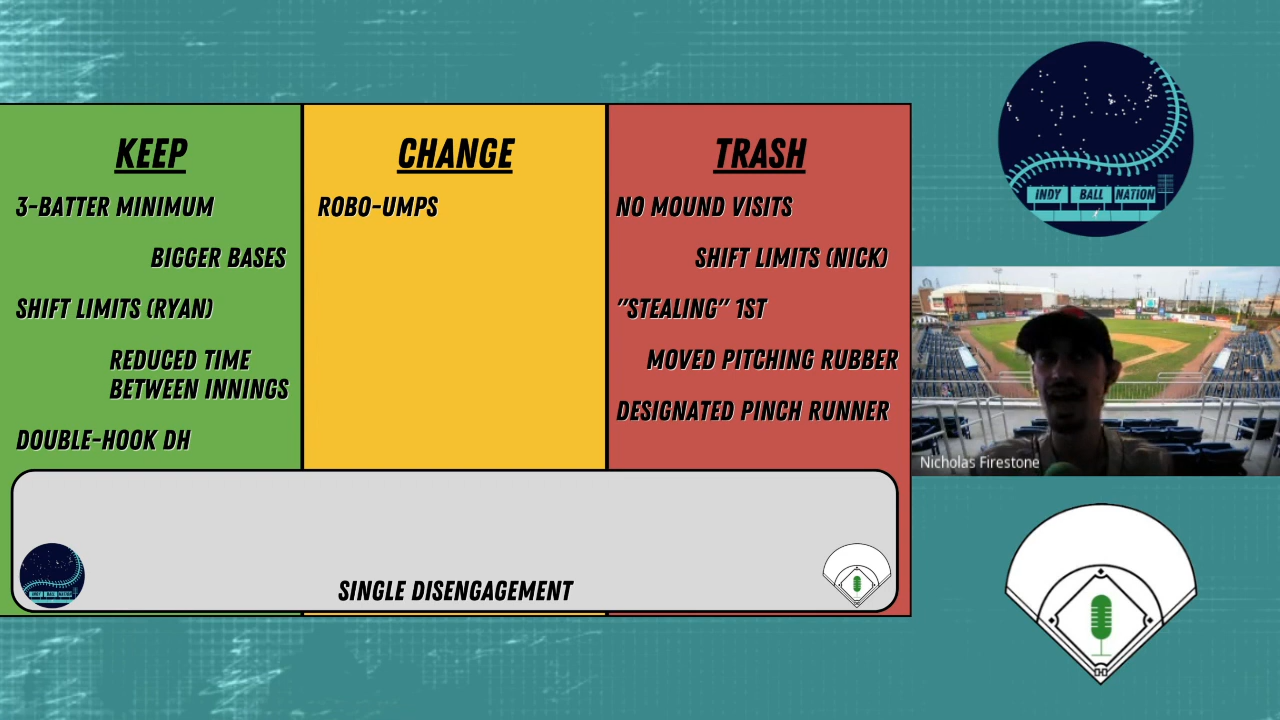 KEEP
3-BATTER MINIMUM
BIGGER BASES
SHIFT LIMITS (RYAN)
REDUCED TIME
BETWEEN INNINGS
DOUBLE-HOOK DH
CHANGE
ROBO-UMPS
TRASH
NO MOUND VISITS
SHIFT LIMITS (NICK)
"STEALING" 1ST
MOVED PITCHING RUBBER
DESIGNATED PINCH RUNNER
SINGLE DISENGAGEMENT
INDY BALL NATION
Nicholas Firestone